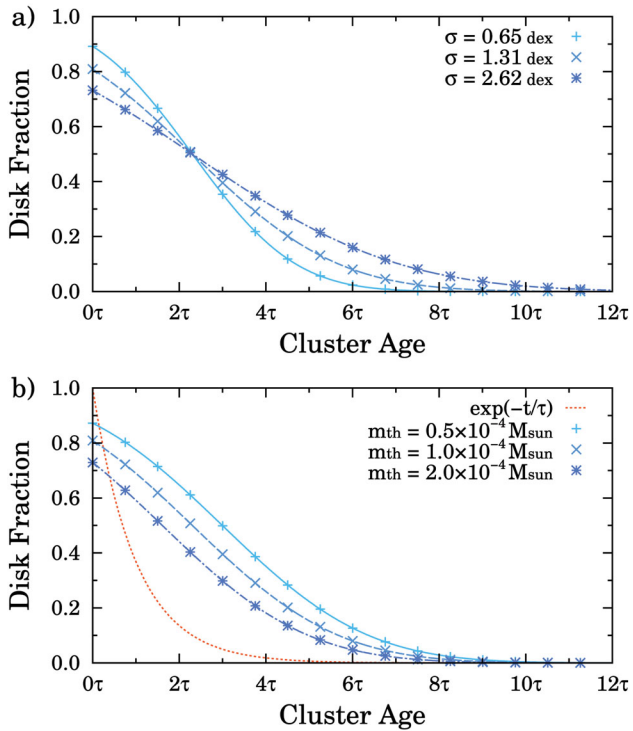 a)
1.0
0.8
0.6
0.4
0.2
0.0
Disk Fraction
σ = 0.65 dex
σ = 1.31 dex
σ = 2.62 dex
0τ 2τ 4τ 6τ 8τ 10τ 12τ
Cluster Age
b)
1.0
0.8
0.6
0.4
0.2
0.0
Disk Fraction
exp(−t/τ)
mth = 0.5×10⁻⁴ Msun
mth = 1.0×10⁻⁴ Msun
mth = 2.0×10⁻⁴ Msun
0τ 2τ 4τ 6τ 8τ 10τ 12τ
Cluster Age